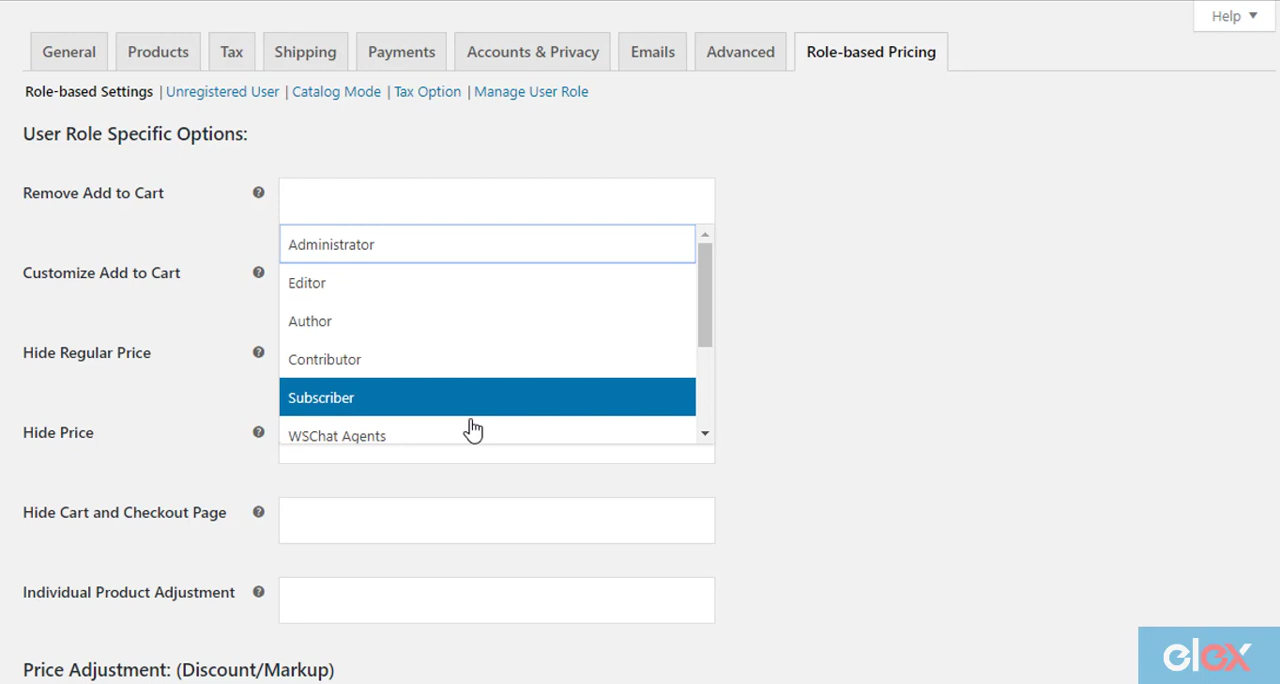 Help
General Products Tax Shipping Payments Accounts & Privacy Emails Advanced Role-based Pricing
Role-based Settings | Unregistered User | Catalog Mode | Tax Option | Manage User Role
User Role Specific Options:
Remove Add to Cart
Administrator
Customize Add to Cart
Editor
Author
Hide Regular Price
Contributor
Subscriber
Hide Price
WSChat Agents
Hide Cart and Checkout Page
Individual Product Adjustment
Price Adjustment: (Discount/Markup)
elex